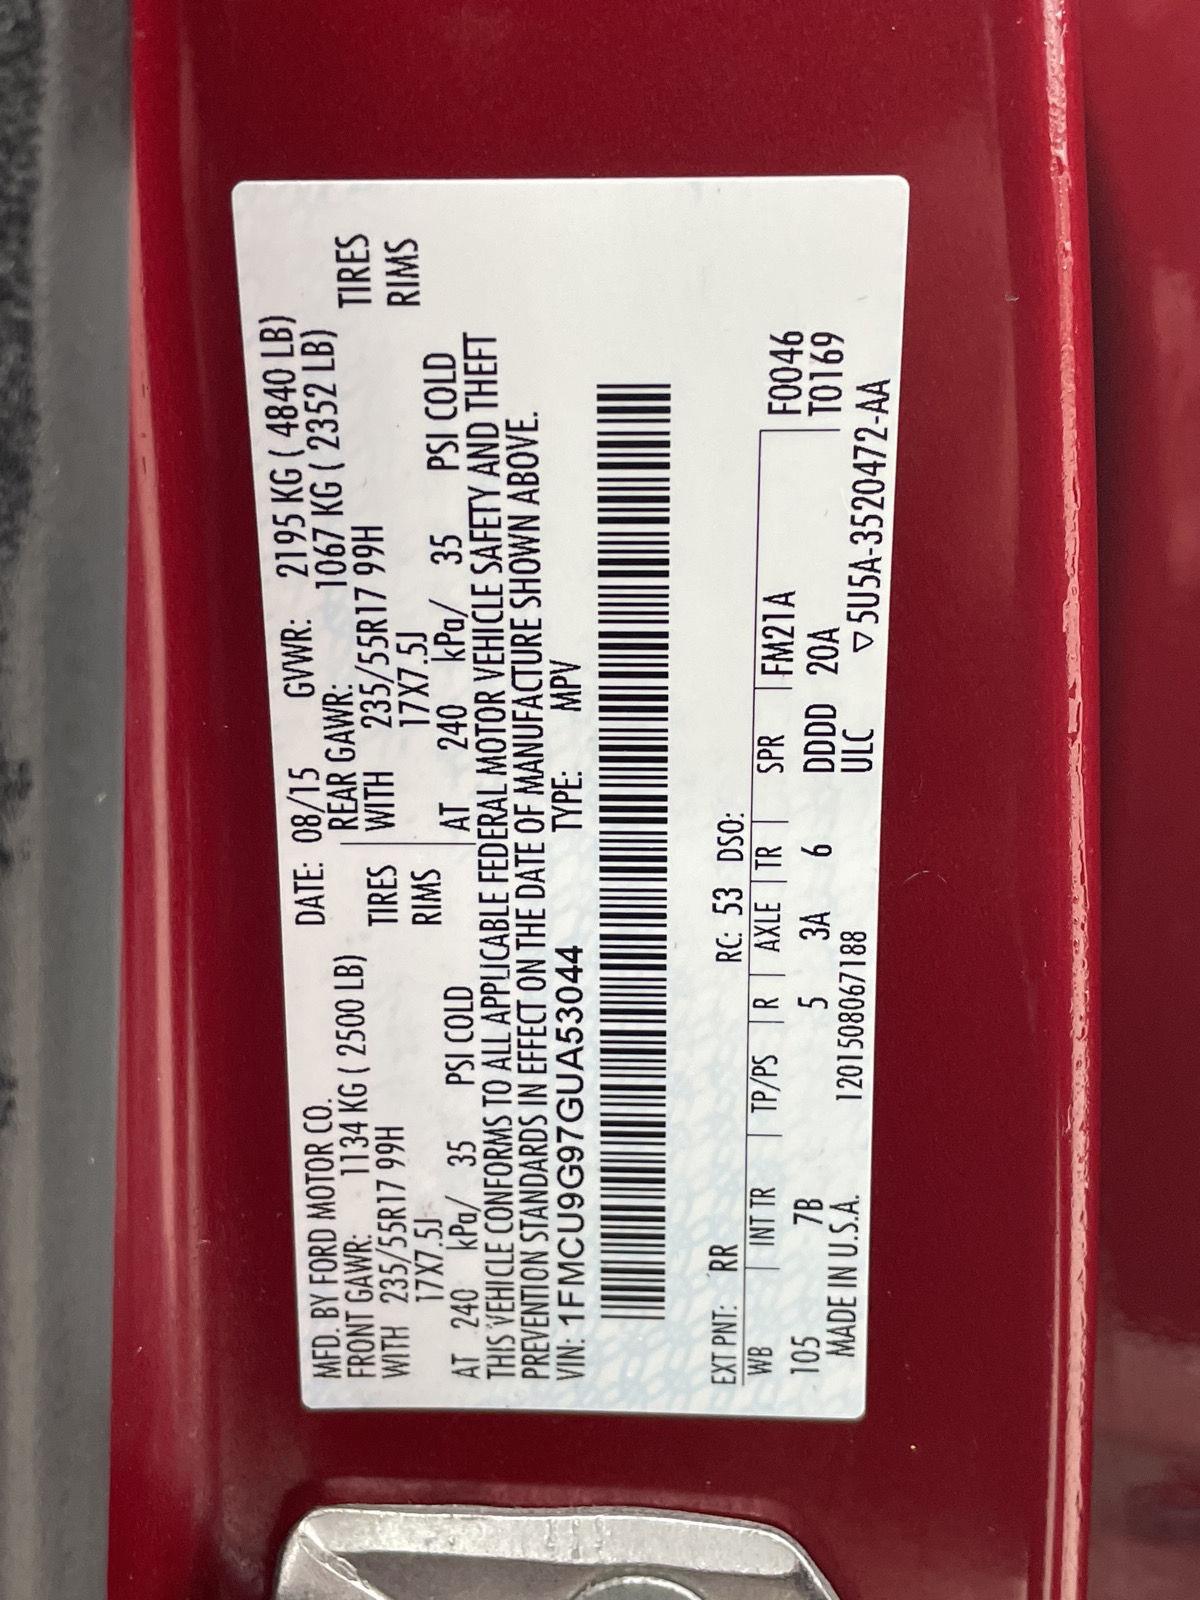 MFD. BY FORD MOTOR CO. DATE: 08/15 GVWR: 2195 KG ( 4840 LB)
FRONT GAWR: 1134 KG ( 2500 LB) REAR GAWR: 1067 KG ( 2352 LB)
WITH 235/55R17 99H TIRES WITH 235/55R17 99H TIRES
17X7.5J RIMS 17X7.5J RIMS
AT 240 kPa/ 35 PSI COLD AT 240 kPa/ 35 PSI COLD
THIS VEHICLE CONFORMS TO ALL APPLICABLE FEDERAL MOTOR VEHICLE SAFETY AND THEFT
PREVENTION STANDARDS IN EFFECT ON THE DATE OF MANUFACTURE SHOWN ABOVE.
VIN: 1FMCU9G97GUA53044 TYPE: MPV
EXT PNT: RR RC: 53 DSO:
WB INT TR TP/PS R AXLE TR SPR FM21A F0046
105 7B 5 3A 6 DDDD 20A T0169
MADE IN U.S.A. 1201508067188 ULC ▽5U5A-3520472-AA